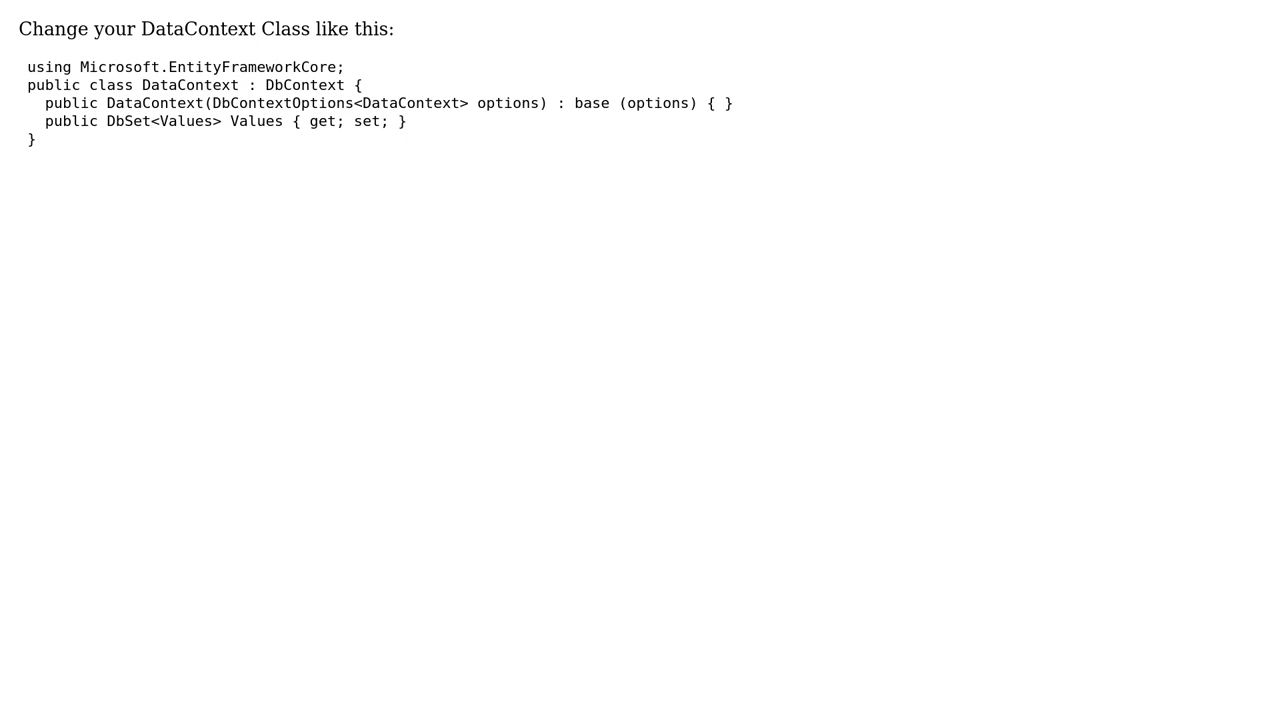 Change your DataContext Class like this:
using Microsoft.EntityFrameworkCore;
public class DataContext : DbContext {
  public DataContext(DbContextOptions<DataContext> options) : base (options) { }
  public DbSet<Values> Values { get; set; }
}